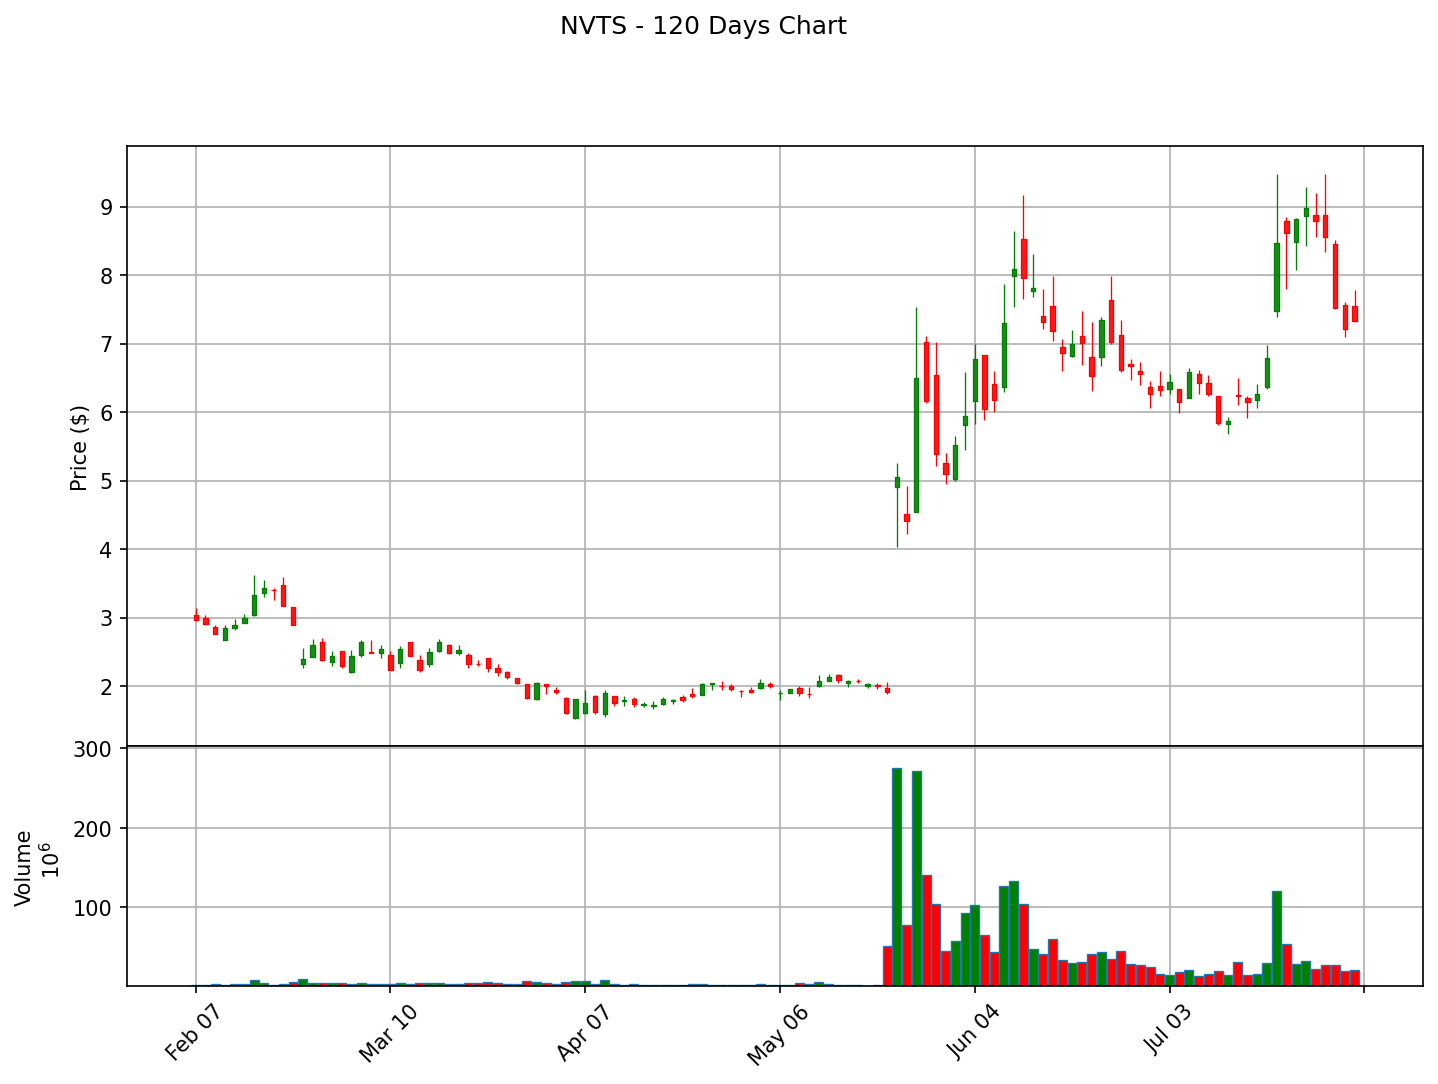 NVTS - 120 Days Chart
Price ($)
9
8
7
6
5
4
3
2
Volume
10⁶
300
200
100
Feb 07
Mar 10
Apr 07
May 06
Jun 04
Jul 03